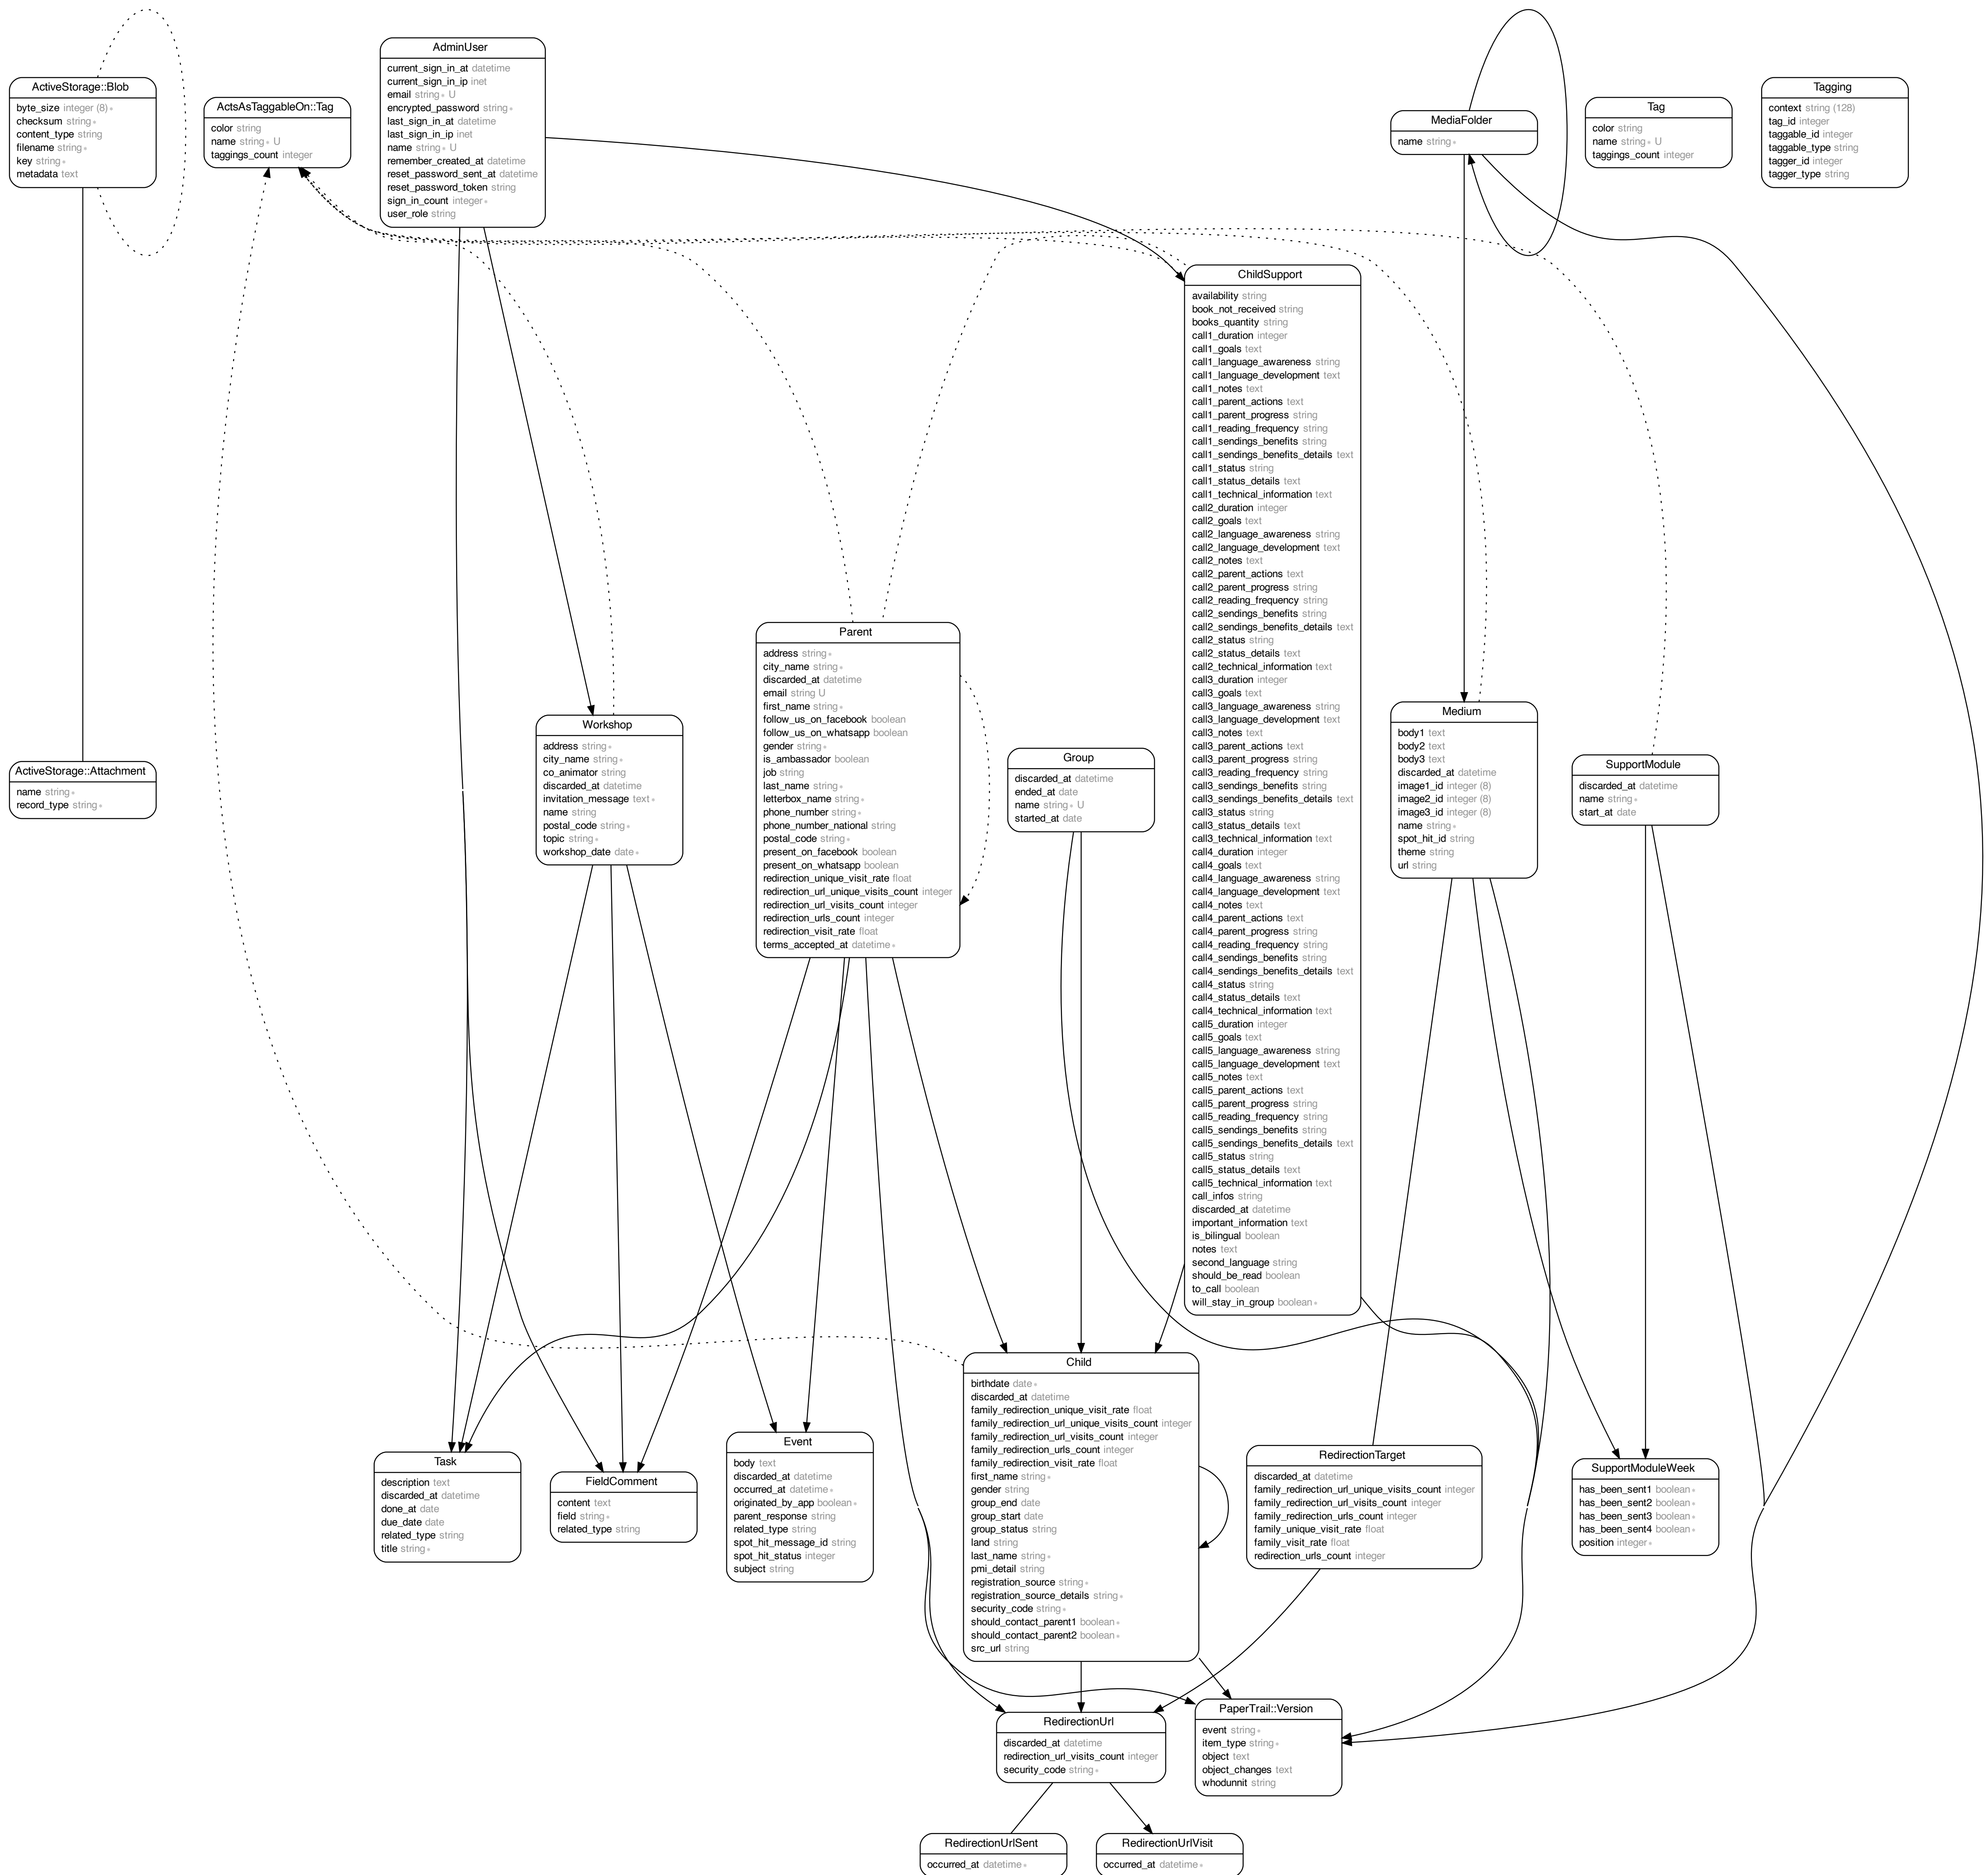 AdminUser
current_sign_in_at datetime
current_sign_in_ip inet
email string∗ U
encrypted_password string∗
last_sign_in_at datetime
last_sign_in_ip inet
name string∗ U
remember_created_at datetime
reset_password_sent_at datetime
reset_password_token string
sign_in_count integer∗
user_role string
ActiveStorage::Blob
byte_size integer (8)∗
checksum string∗
content_type string
filename string∗
key string∗
metadata text
ActsAsTaggableOn::Tag
color string
name string∗ U
taggings_count integer
MediaFolder
name string∗
Tag
color string
name string∗ U
taggings_count integer
Tagging
context string (128)
tag_id integer
taggable_id integer
taggable_type string
tagger_id integer
tagger_type string
ChildSupport
availability string
book_not_received string
books_quantity string
call1_duration integer
call1_goals text
call1_language_awareness string
call1_language_development text
call1_notes text
call1_parent_actions text
call1_parent_progress string
call1_reading_frequency string
call1_sendings_benefits string
call1_sendings_benefits_details text
call1_status string
call1_status_details text
call1_technical_information text
call2_duration integer
call2_goals text
call2_language_awareness string
call2_language_development text
call2_notes text
call2_parent_actions text
call2_parent_progress string
call2_reading_frequency string
call2_sendings_benefits string
call2_sendings_benefits_details text
call2_status string
call2_status_details text
call2_technical_information text
call3_duration integer
call3_goals text
call3_language_awareness string
call3_language_development text
call3_notes text
call3_parent_actions text
call3_parent_progress string
call3_reading_frequency string
call3_sendings_benefits string
call3_sendings_benefits_details text
call3_status string
call3_status_details text
call3_technical_information text
call4_duration integer
call4_goals text
call4_language_awareness string
call4_language_development text
call4_notes text
call4_parent_actions text
call4_parent_progress string
call4_reading_frequency string
call4_sendings_benefits string
call4_sendings_benefits_details text
call4_status string
call4_status_details text
call4_technical_information text
call5_duration integer
call5_goals text
call5_language_awareness string
call5_language_development text
call5_notes text
call5_parent_actions text
call5_parent_progress string
call5_reading_frequency string
call5_sendings_benefits string
call5_sendings_benefits_details text
call5_status string
call5_status_details text
call5_technical_information text
call_infos string
discarded_at datetime
important_information text
is_bilingual boolean
notes text
second_language string
should_be_read boolean
to_call boolean
will_stay_in_group boolean∗
Parent
address string∗
city_name string∗
discarded_at datetime
email string U
first_name string∗
follow_us_on_facebook boolean
follow_us_on_whatsapp boolean
gender string∗
is_ambassador boolean
job string
last_name string∗
letterbox_name string∗
phone_number string∗
phone_number_national string
postal_code string∗
present_on_facebook boolean
present_on_whatsapp boolean
redirection_unique_visit_rate float
redirection_url_unique_visits_count integer
redirection_url_visits_count integer
redirection_urls_count integer
redirection_visit_rate float
terms_accepted_at datetime∗
Workshop
address string∗
city_name string∗
co_animator string
discarded_at datetime
invitation_message text∗
name string
postal_code string∗
topic string∗
workshop_date date∗
Group
discarded_at datetime
ended_at date
name string∗ U
started_at date
Medium
body1 text
body2 text
body3 text
discarded_at datetime
image1_id integer (8)
image2_id integer (8)
image3_id integer (8)
name string∗
spot_hit_id string
theme string
url string
SupportModule
discarded_at datetime
name string∗
start_at date
ActiveStorage::Attachment
name string∗
record_type string∗
Child
birthdate date∗
discarded_at datetime
family_redirection_unique_visit_rate float
family_redirection_url_unique_visits_count integer
family_redirection_url_visits_count integer
family_redirection_urls_count integer
family_redirection_visit_rate float
first_name string∗
gender string
group_end date
group_start date
group_status string
land string
last_name string∗
pmi_detail string
registration_source string∗
registration_source_details string∗
security_code string∗
should_contact_parent1 boolean∗
should_contact_parent2 boolean∗
src_url string
Task
description text
discarded_at datetime
done_at date
due_date date
related_type string
title string∗
FieldComment
content text
field string∗
related_type string
Event
body text
discarded_at datetime
occurred_at datetime∗
originated_by_app boolean∗
parent_response string
related_type string
spot_hit_message_id string
spot_hit_status integer
subject string
RedirectionTarget
discarded_at datetime
family_redirection_url_unique_visits_count integer
family_redirection_url_visits_count integer
family_redirection_urls_count integer
family_unique_visit_rate float
family_visit_rate float
redirection_urls_count integer
SupportModuleWeek
has_been_sent1 boolean∗
has_been_sent2 boolean∗
has_been_sent3 boolean∗
has_been_sent4 boolean∗
position integer∗
RedirectionUrl
discarded_at datetime
redirection_url_visits_count integer
security_code string∗
PaperTrail::Version
event string∗
item_type string∗
object text
object_changes text
whodunnit string
RedirectionUrlSent
occurred_at datetime∗
RedirectionUrlVisit
occurred_at datetime∗